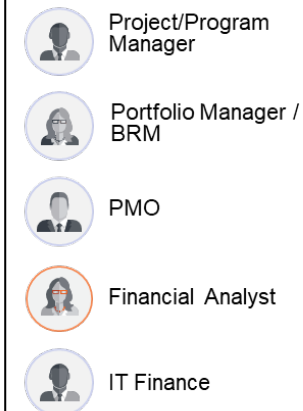 Project/Program
Manager
Portfolio Manager /
BRM
PMO
Financial Analyst
IT Finance